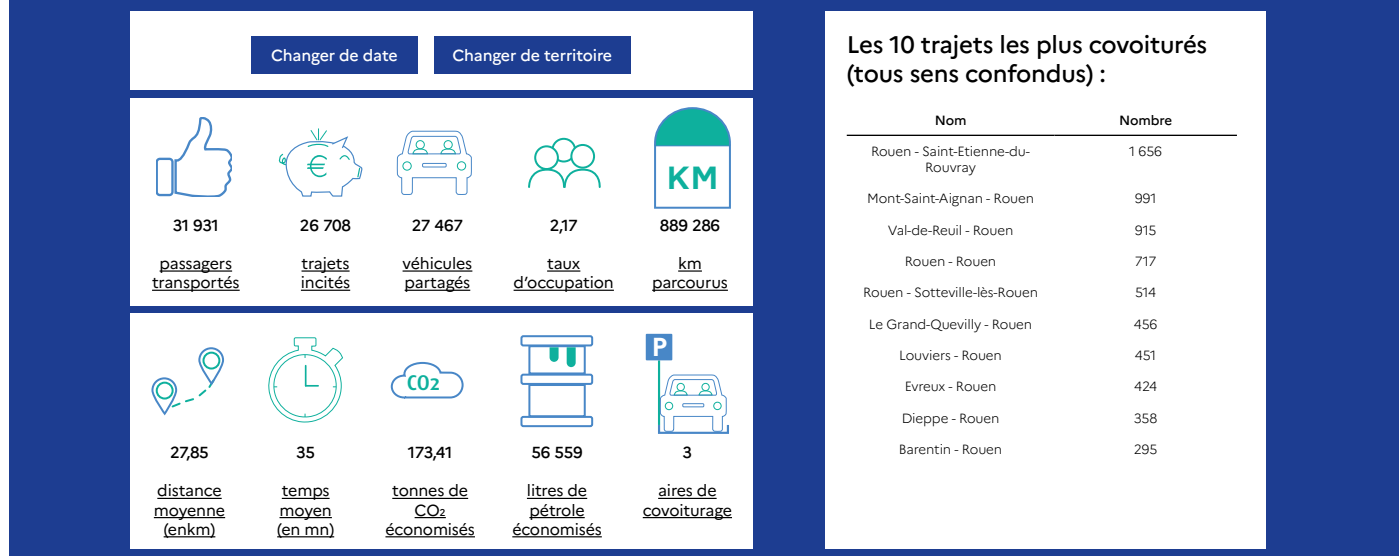 Changer de date
Changer de territoire
€
KM
31 931
26 708
27 467
2,17
889 286
passagers
transportés
trajets
incités
véhicules
partagés
taux
d'occupation
km
parcourus
CO2
P
27,85
35
173,41
56 559
3
distance
moyenne
(enkm)
temps
moyen
(en mn)
tonnes de
CO₂
économisés
litres de
pétrole
économisés
aires de
covoiturage
Les 10 trajets les plus covoiturés
(tous sens confondus) :
Nom Nombre
Rouen - Saint-Etienne-du- 1 656
Rouvray
Mont-Saint-Aignan - Rouen 991
Val-de-Reuil - Rouen 915
Rouen - Rouen 717
Rouen - Sotteville-lès-Rouen 514
Le Grand-Quevilly - Rouen 456
Louviers - Rouen 451
Evreux - Rouen 424
Dieppe - Rouen 358
Barentin - Rouen 295